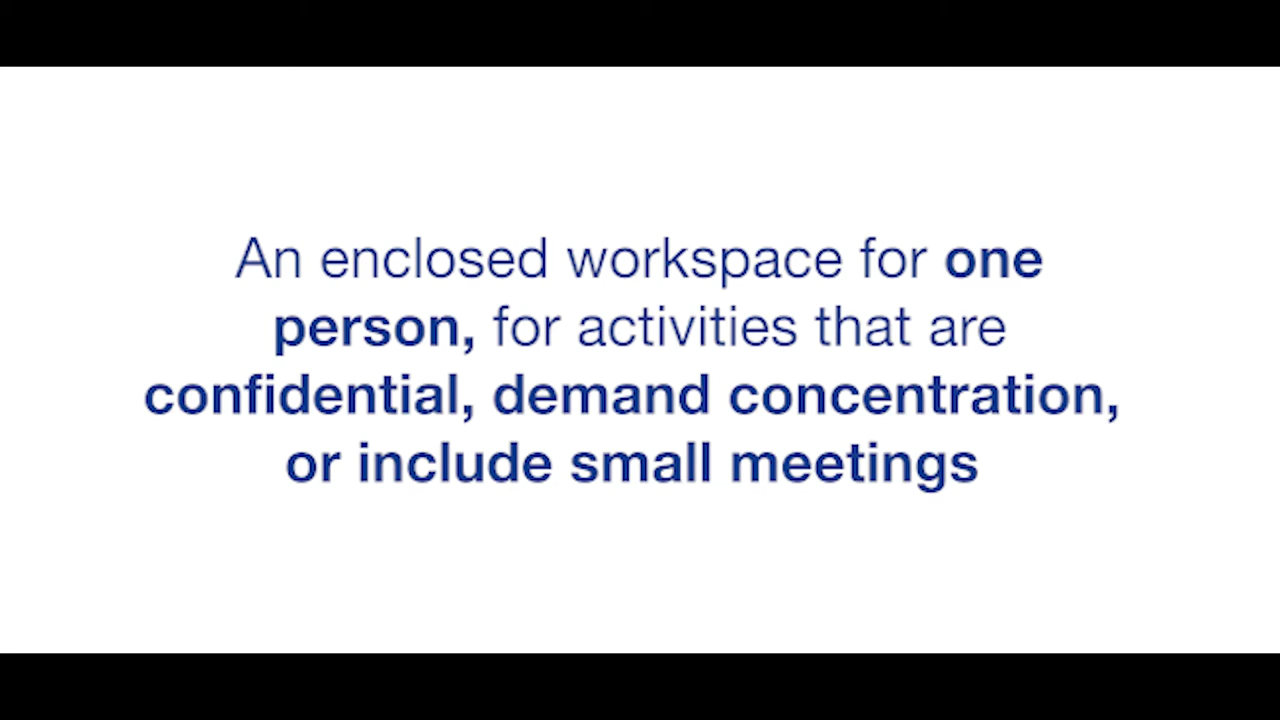 An enclosed workspace for one
person, for activities that are
confidential, demand concentration,
or include small meetings